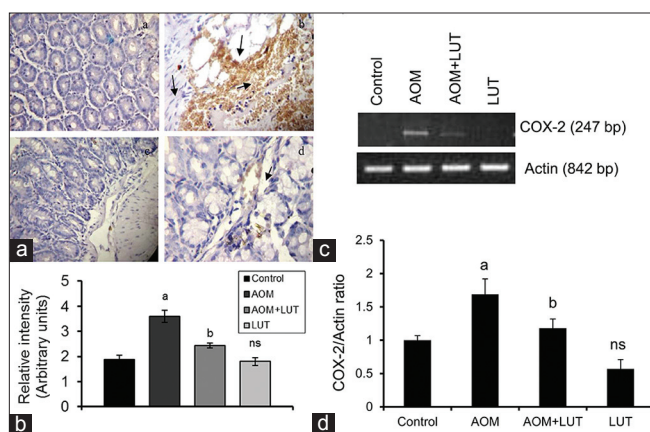 a
b
c
d
a
Control
AOM
AOM+LUT
LUT
COX-2 (247 bp)
Actin (842 bp)
c
Relative intensity
(Arbitrary units)
5
4
3
2
1
0
a
b
ns
Control
AOM
AOM+LUT
LUT
b
COX-2/Actin ratio
2.5
2
1.5
1
0.5
0
a
b
ns
Control
AOM
AOM+LUT
LUT
d